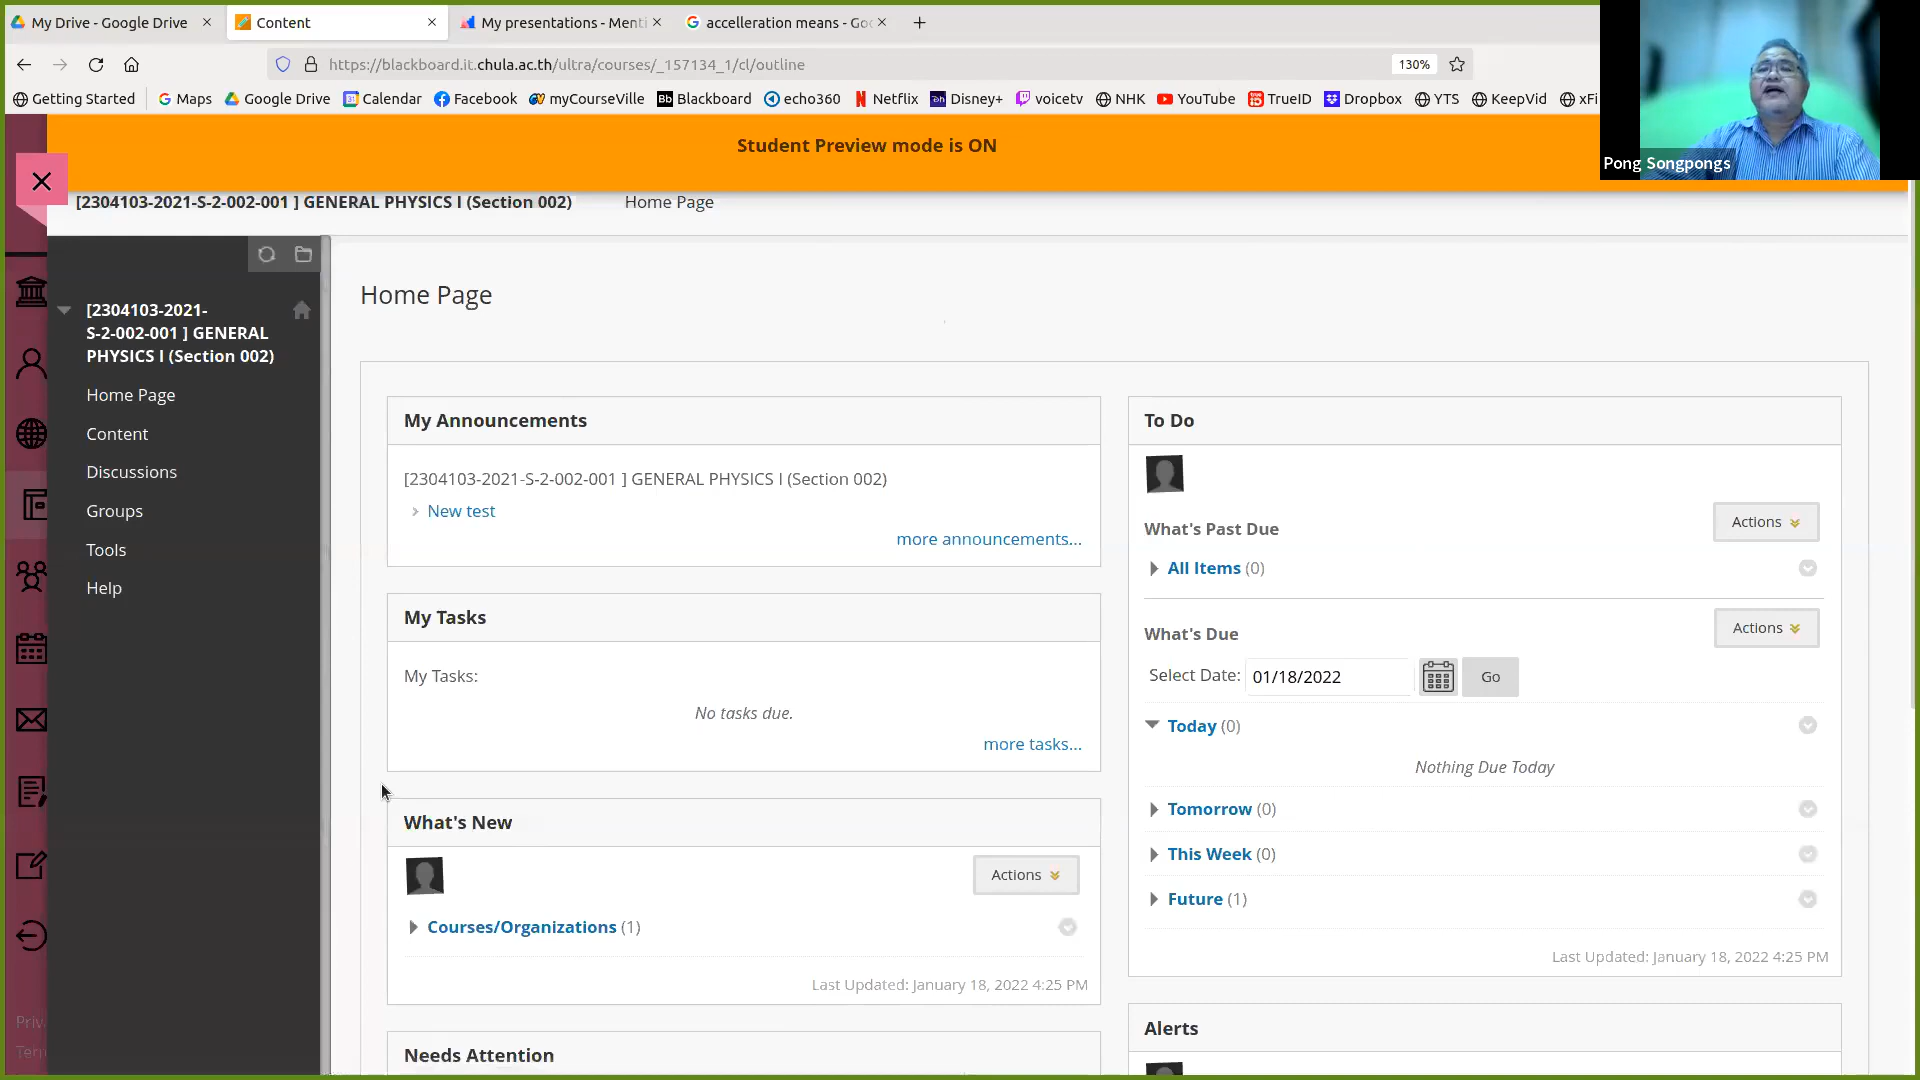 My Drive - Google Drive
Content
My presentations - Menti
accelleration means - Goo
https://blackboard.it.chula.ac.th/ultra/courses/_157134_1/cl/outline
130%
Getting Started
Maps
Google Drive
Calendar
Facebook
myCourseVille
Bb Blackboard
echo360
Netflix
Disney+
voicetv
NHK
YouTube
TrueID
Dropbox
YTS
KeepVid
xFi
Pong Songpongs
Student Preview mode is ON
[2304103-2021-S-2-002-001 ] GENERAL PHYSICS I (Section 002)
Home Page
[2304103-2021-
S-2-002-001 ] GENERAL
PHYSICS I (Section 002)
Home Page
Content
Discussions
Groups
Tools
Help
Priv
Term
Home Page
My Announcements
[2304103-2021-S-2-002-001 ] GENERAL PHYSICS I (Section 002)
New test
more announcements...
My Tasks
My Tasks:
No tasks due.
more tasks...
What's New
Actions
Courses/Organizations (1)
Last Updated: January 18, 2022 4:25 PM
Needs Attention
To Do
Actions
What's Past Due
All Items (0)
Actions
What's Due
Select Date: 01/18/2022 Go
Today (0)
Nothing Due Today
Tomorrow (0)
This Week (0)
Future (1)
Last Updated: January 18, 2022 4:25 PM
Alerts